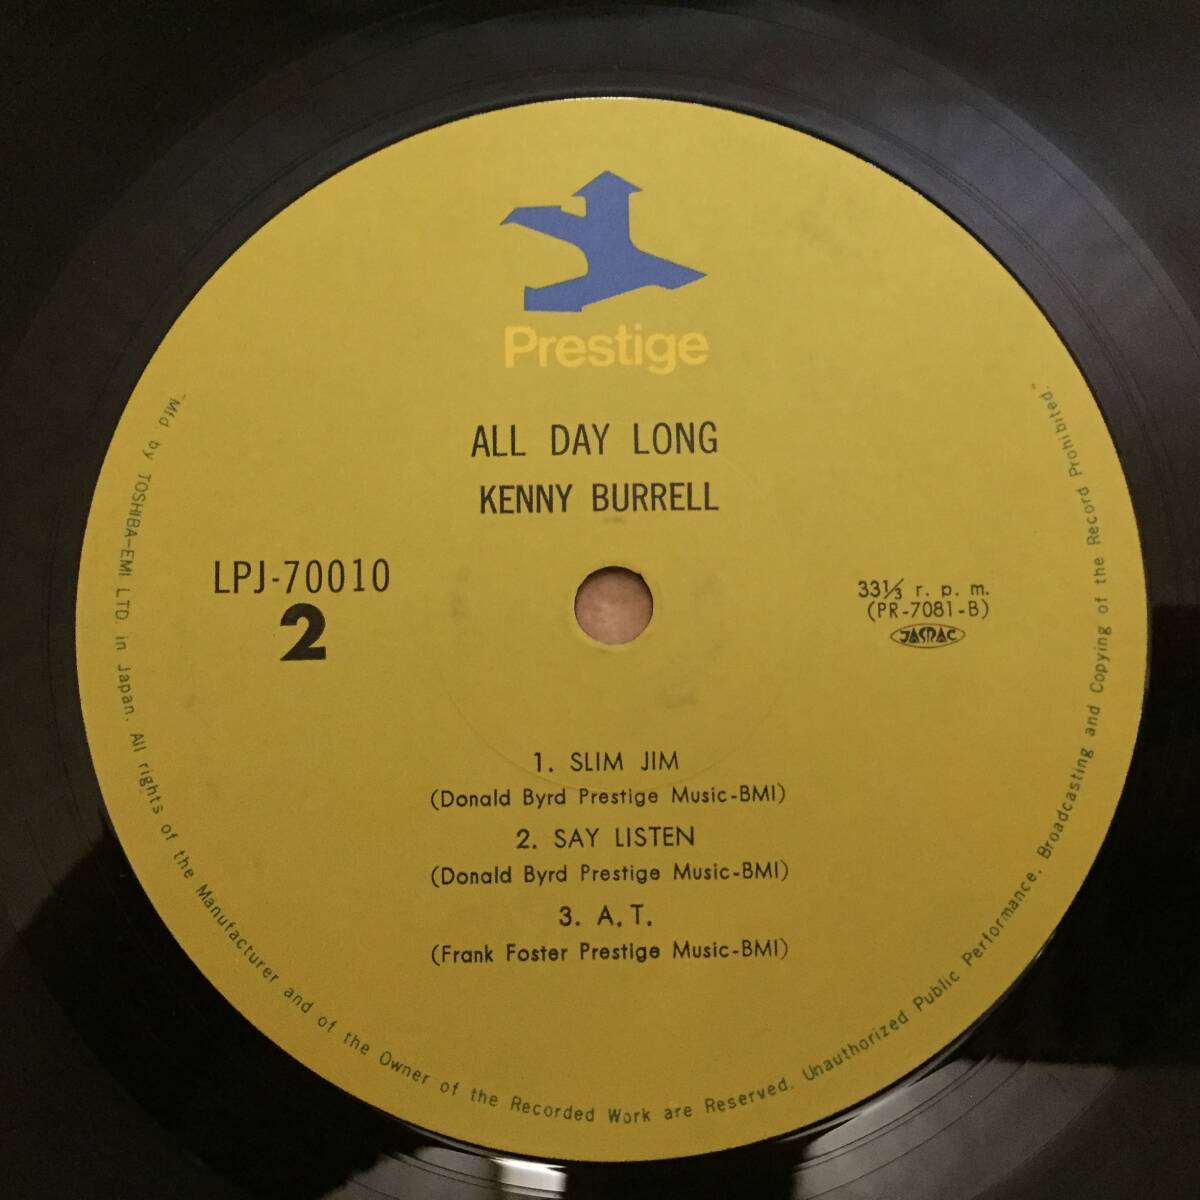 Prestige
ALL DAY LONG
KENNY BURRELL
LPJ-70010
2
33⅓ r. p. m.
(PR-7081-B)
JASRAC
1. SLIM JIM
(Donald Byrd Prestige Music-BMI)
2. SAY LISTEN
(Donald Byrd Prestige Music-BMI)
3. A.T.
(Frank Foster Prestige Music-BMI)
Mfd by TOSHIBA-EMI LTD. in Japan. All rights of the Manufacturer and of the Owner of the Recorded Work are Reserved. Unauthorized Public Performance, Broadcasting and Copying of the Record Prohibited.